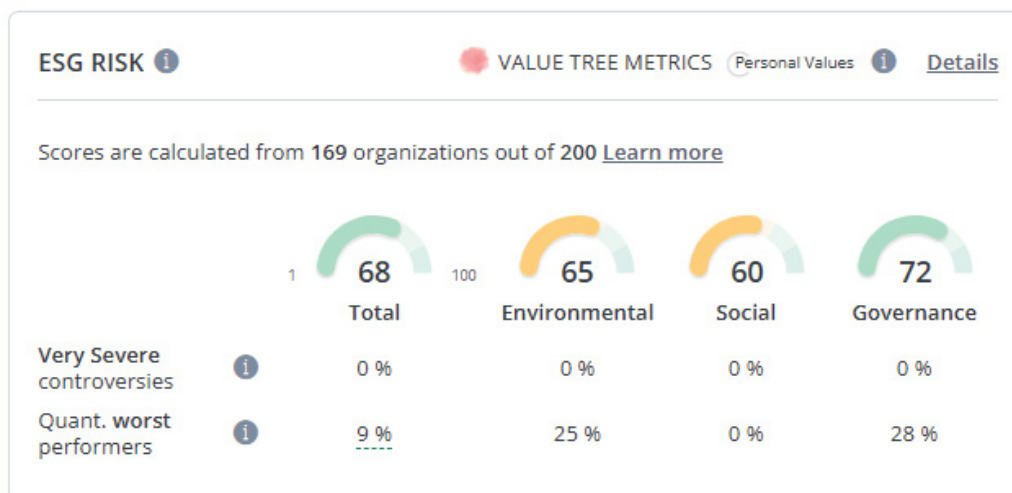 ESG RISK i VALUE TREE METRICS Personal Values i Details
Scores are calculated from 169 organizations out of 200 Learn more
1 68 100 65 60 72
Total Environmental Social Governance
Very Severe
controversies i 0 % 0 % 0 % 0 %
Quant. worst
performers i 9 % 25 % 0 % 28 %